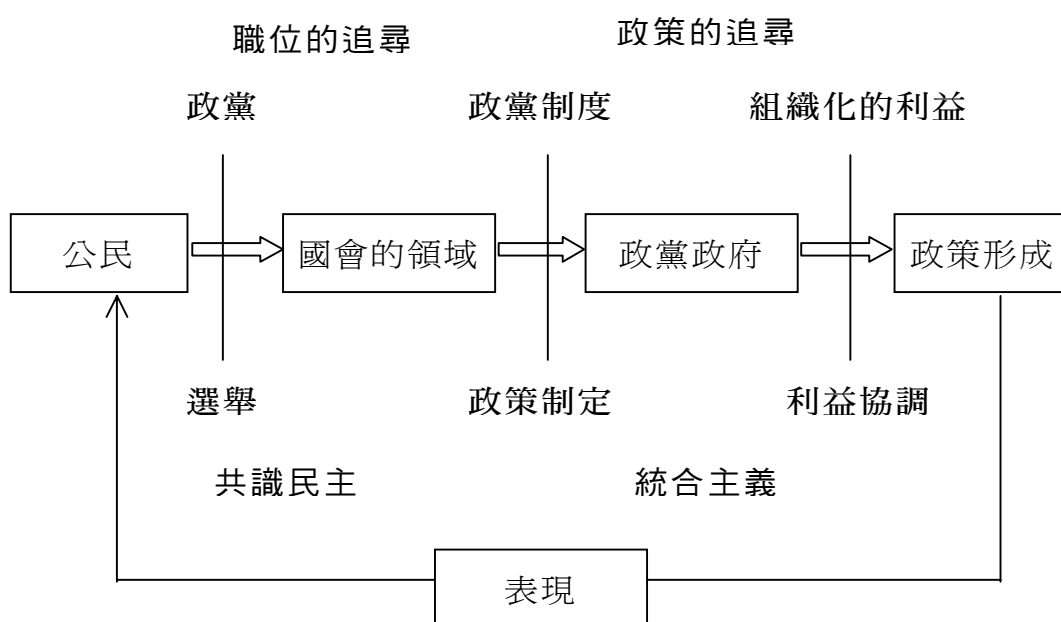 職位的追尋
政策的追尋
政黨
政黨制度
組織化的利益
公民
國會的領域
政黨政府
政策形成
選舉
政策制定
利益協調
共識民主
統合主義
表現